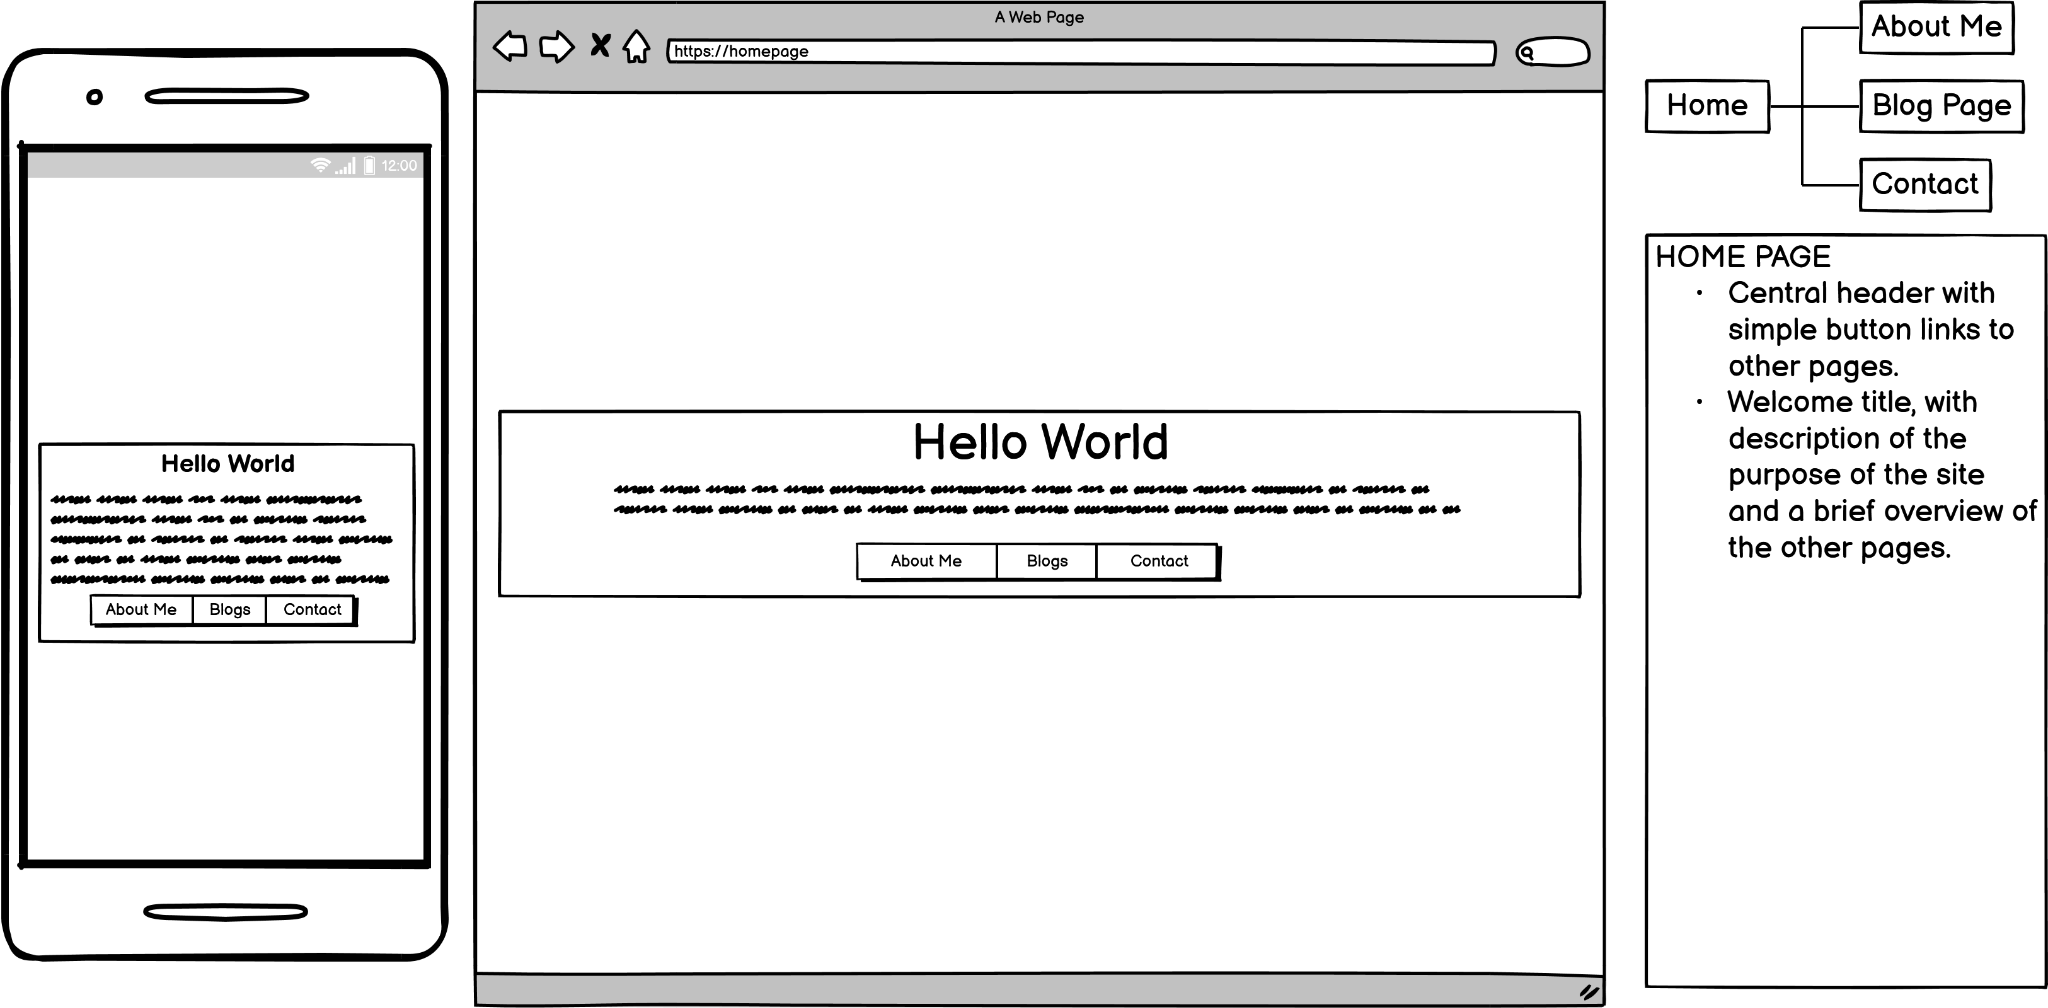 12:00
Hello World
About Me Blogs Contact
A Web Page
https://homepage
Hello World
About Me Blogs Contact
About Me
Home
Blog Page
Contact
HOME PAGE
• Central header with
simple button links to
other pages.
• Welcome title, with
description of the
purpose of the site
and a brief overview of
the other pages.